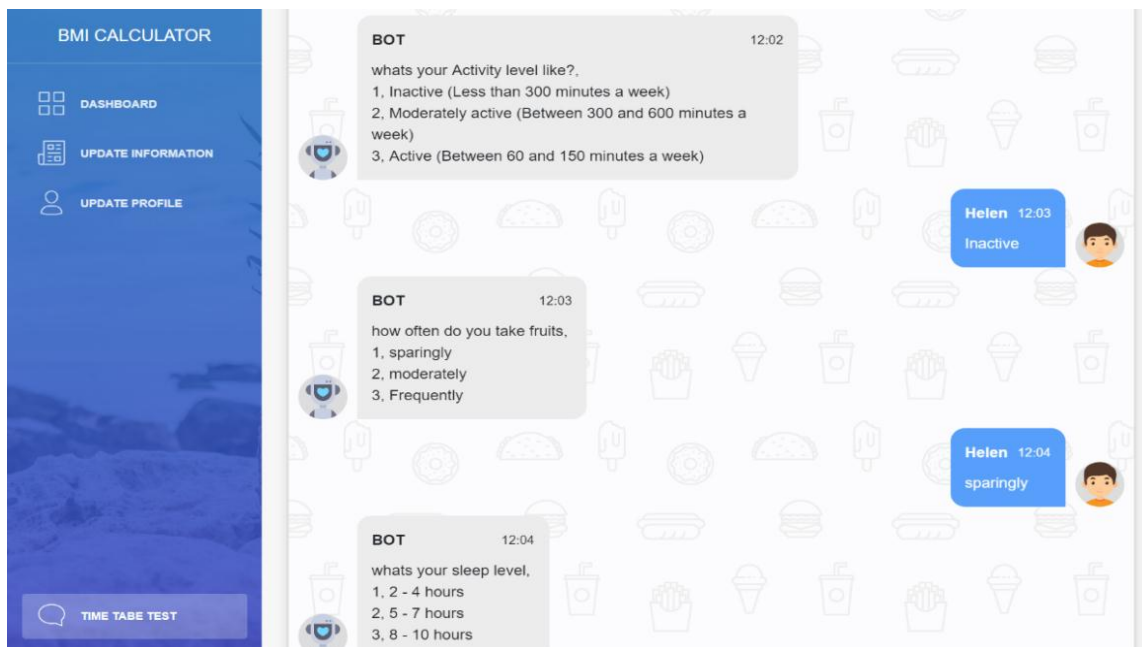 BMI CALCULATOR
DASHBOARD
UPDATE INFORMATION
UPDATE PROFILE
TIME TABE TEST
BOT 12:02
whats your Activity level like?,
1, Inactive (Less than 300 minutes a week)
2, Moderately active (Between 300 and 600 minutes a
week)
3, Active (Between 60 and 150 minutes a week)
Helen 12:03
Inactive
BOT 12:03
how often do you take fruits,
1, sparingly
2, moderately
3, Frequently
Helen 12:04
sparingly
BOT 12:04
whats your sleep level,
1, 2 - 4 hours
2, 5 - 7 hours
3, 8 - 10 hours